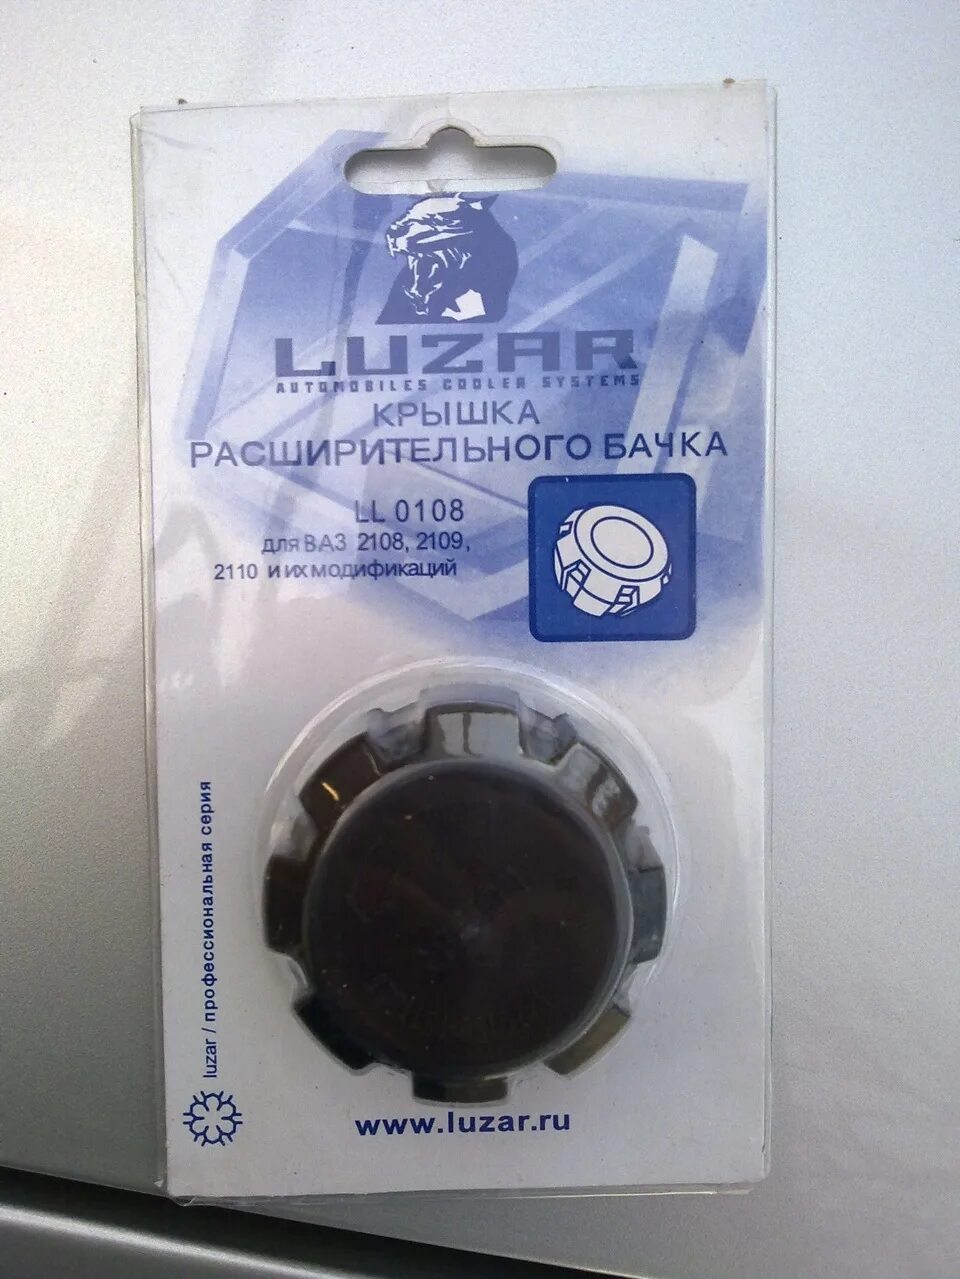 LUZAR
AUTOMOBILES COOLER SYSTEMS
КРЫШКА
РАСШИРИТЕЛЬНОГО БАЧКА
LL 0108
для ВАЗ 2108, 2109,
2110 и их модификаций
luzar / профессиональная серия
www.luzar.ru